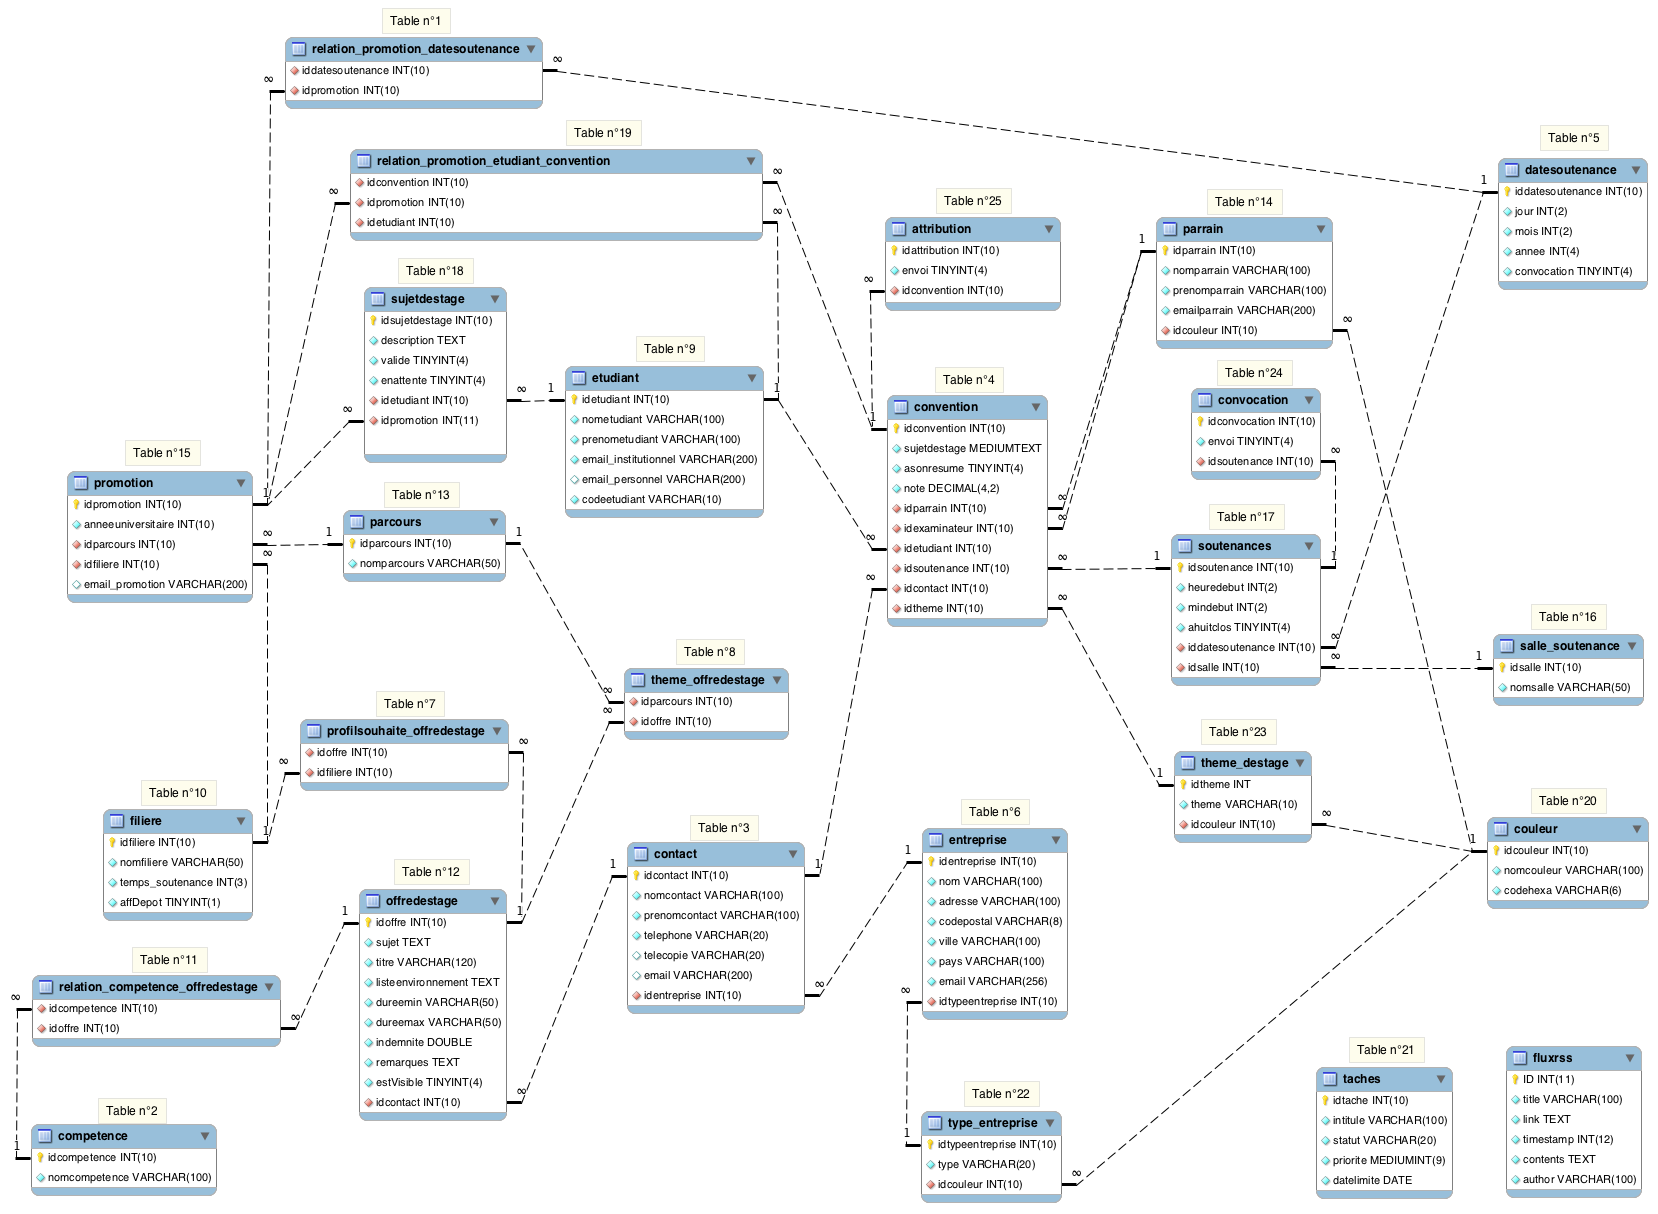 Table n°1
relation_promotion_datesoutenance
iddatesoutenance INT(10)
idpromotion INT(10)
∞
∞
Table n°19
relation_promotion_etudiant_convention
idconvention INT(10)
idpromotion INT(10)
idetudiant INT(10)
∞
∞
∞
Table n°5
datesoutenance
iddatesoutenance INT(10)
jour INT(2)
mois INT(2)
annee INT(4)
convocation TINYINT(4)
1
Table n°25
attribution
idattribution INT(10)
envoi TINYINT(4)
idconvention INT(10)
∞
Table n°14
parrain
idparrain INT(10)
nomparrain VARCHAR(100)
prenomparrain VARCHAR(100)
emailparrain VARCHAR(200)
idcouleur INT(10)
1
∞
Table n°18
sujetdestage
idsujetdestage INT(10)
description TEXT
valide TINYINT(4)
enattente TINYINT(4)
idetudiant INT(10)
idpromotion INT(11)
∞
∞
Table n°9
etudiant
idetudiant INT(10)
nometudiant VARCHAR(100)
prenometudiant VARCHAR(100)
email_institutionnel VARCHAR(200)
email_personnel VARCHAR(200)
codeetudiant VARCHAR(10)
1
1
Table n°4
convention
idconvention INT(10)
sujetdestage MEDIUMTEXT
asonresume TINYINT(4)
note DECIMAL(4,2)
idparrain INT(10)
idexaminateur INT(10)
idetudiant INT(10)
idsoutenance INT(10)
idcontact INT(10)
idtheme INT(10)
1
∞
∞
∞
∞
∞
∞
Table n°24
convocation
idconvocation INT(10)
envoi TINYINT(4)
idsoutenance INT(10)
∞
Table n°15
promotion
idpromotion INT(10)
anneeuniversitaire INT(10)
idparcours INT(10)
idfiliere INT(10)
email_promotion VARCHAR(200)
1
∞
∞
Table n°13
parcours
idparcours INT(10)
nomparcours VARCHAR(50)
1
1
Table n°17
soutenances
idsoutenance INT(10)
heuredebut INT(2)
mindebut INT(2)
ahuitclos TINYINT(4)
iddatesoutenance INT(10)
idsalle INT(10)
1
1
∞
∞
Table n°16
salle_soutenance
idsalle INT(10)
nomsalle VARCHAR(50)
1
Table n°8
theme_offredestage
idparcours INT(10)
idoffre INT(10)
∞
∞
Table n°7
profilsouhaite_offredestage
idoffre INT(10)
idfiliere INT(10)
∞
∞
Table n°23
theme_destage
idtheme INT
theme VARCHAR(10)
idcouleur INT(10)
1
∞
Table n°10
filiere
idfiliere INT(10)
nomfiliere VARCHAR(50)
temps_soutenance INT(3)
affDepot TINYINT(1)
1
Table n°12
offredestage
idoffre INT(10)
sujet TEXT
titre VARCHAR(120)
listeenvironnement TEXT
dureemin VARCHAR(50)
dureemax VARCHAR(50)
indemnite DOUBLE
remarques TEXT
estVisible TINYINT(4)
idcontact INT(10)
1
1
∞
Table n°3
contact
idcontact INT(10)
nomcontact VARCHAR(100)
prenomcontact VARCHAR(100)
telephone VARCHAR(20)
telecopie VARCHAR(20)
email VARCHAR(200)
identreprise INT(10)
1
1
∞
Table n°6
entreprise
identreprise INT(10)
nom VARCHAR(100)
adresse VARCHAR(100)
codepostal VARCHAR(8)
ville VARCHAR(100)
pays VARCHAR(100)
email VARCHAR(256)
idtypeentreprise INT(10)
1
∞
Table n°20
couleur
idcouleur INT(10)
nomcouleur VARCHAR(100)
codehexa VARCHAR(6)
1
Table n°11
relation_competence_offredestage
idcompetence INT(10)
idoffre INT(10)
∞
∞
Table n°2
competence
idcompetence INT(10)
nomcompetence VARCHAR(100)
1
Table n°22
type_entreprise
idtypeentreprise INT(10)
type VARCHAR(20)
idcouleur INT(10)
1
∞
Table n°21
taches
idtache INT(10)
intitule VARCHAR(100)
statut VARCHAR(20)
priorite MEDIUMINT(9)
datelimite DATE
fluxrss
ID INT(11)
title VARCHAR(100)
link TEXT
timestamp INT(12)
contents TEXT
author VARCHAR(100)